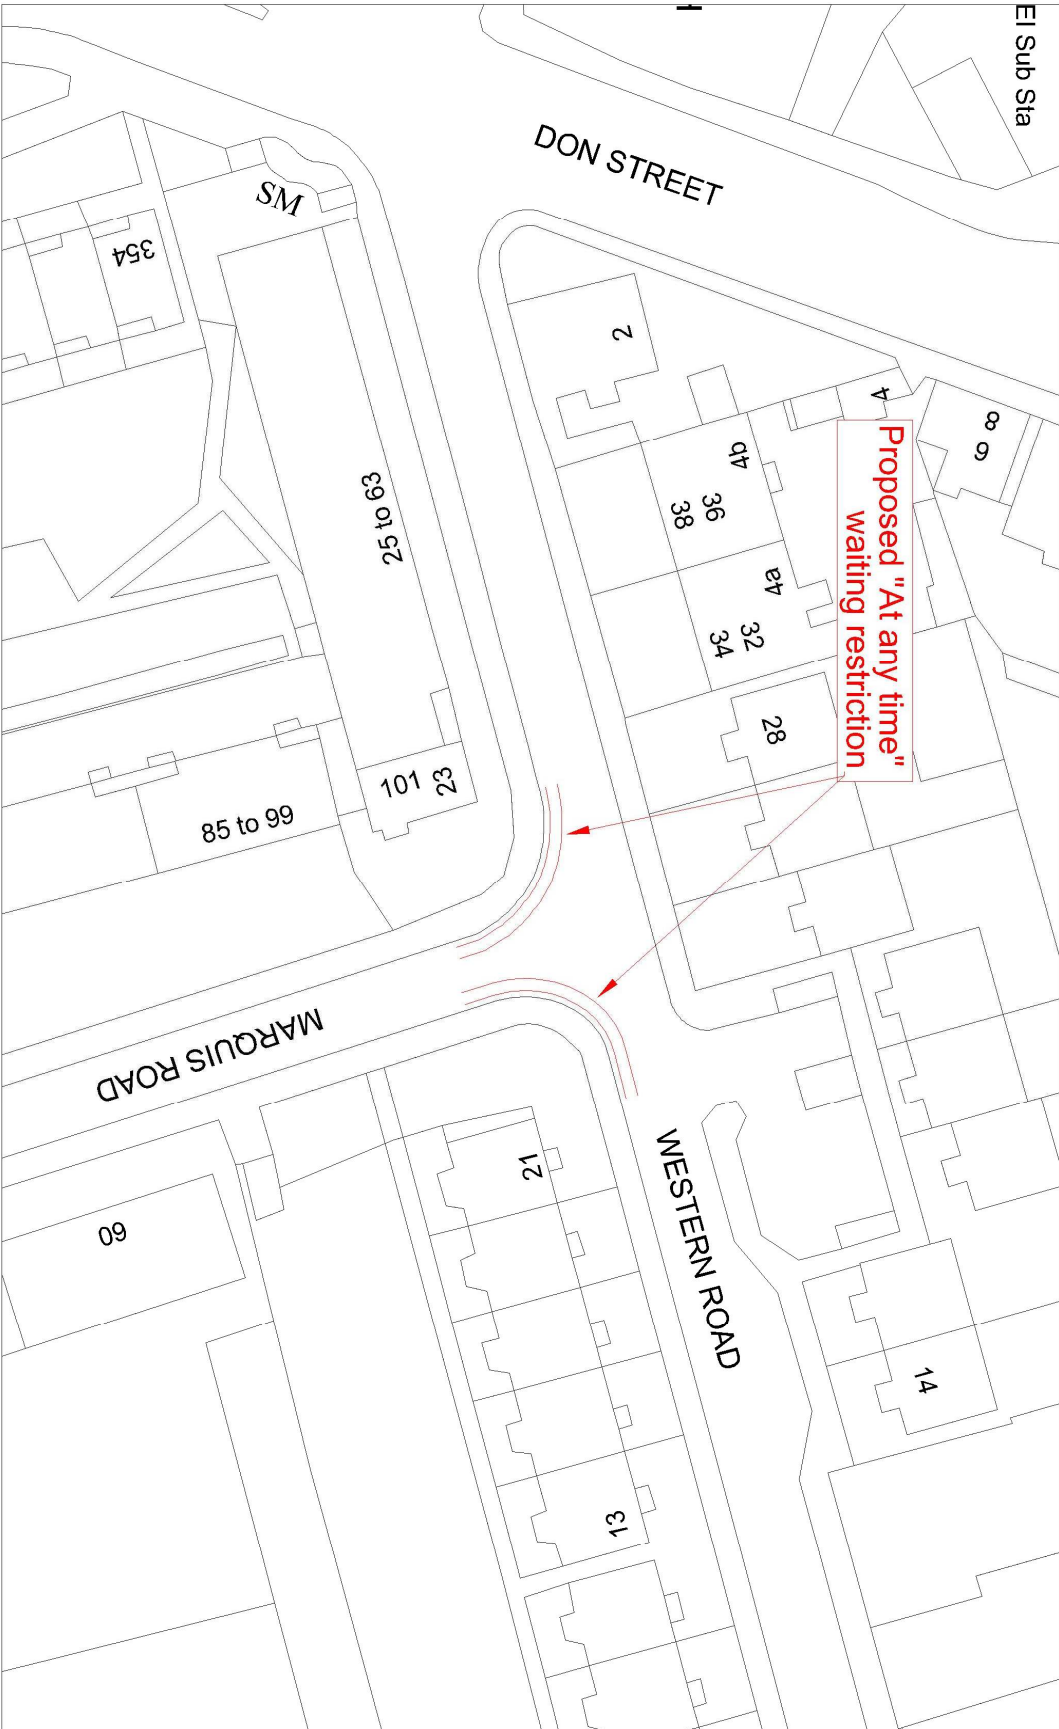 El Sub Sta
DON STREET
SM
354
2
4
8
6
4b
36
38
4a
32
34
Proposed "At any time"
waiting restriction
25 to 63
28
101
23
85 to 99
MARQUIS ROAD
21
WESTERN ROAD
60
14
13